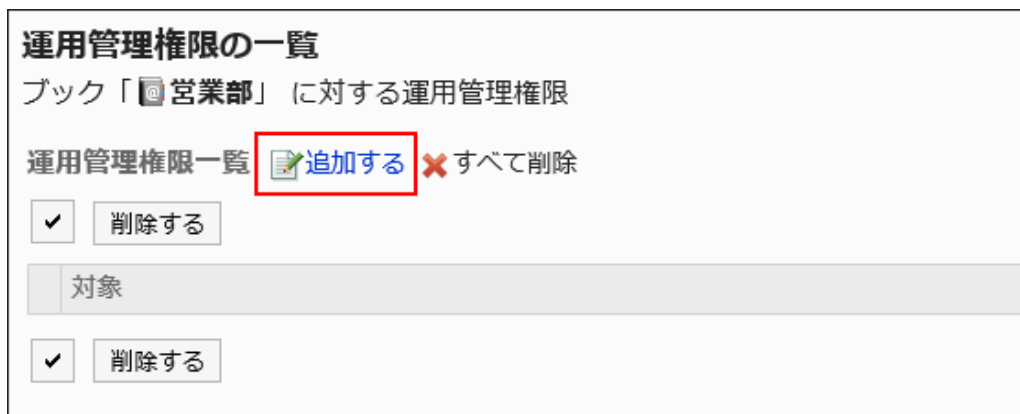 運用管理権限の一覧
ブック「営業部」 に対する運用管理権限
運用管理権限一覧 追加する すべて削除
削除する
対象
削除する